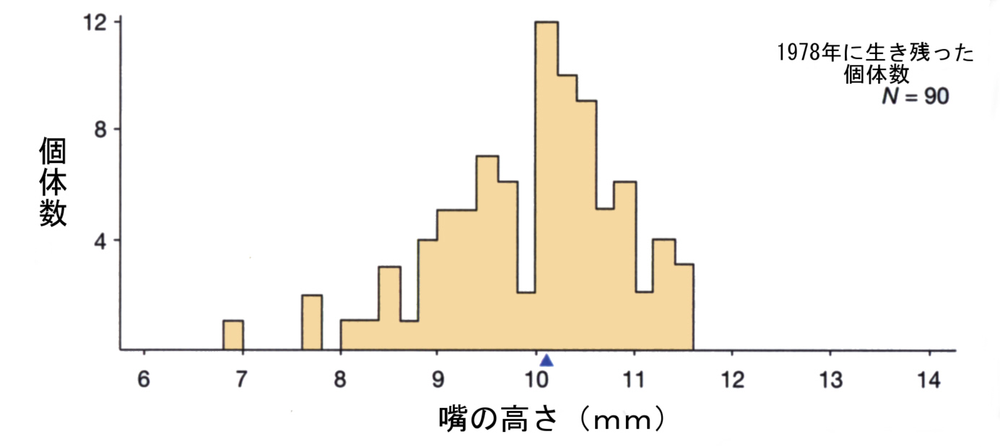 12
8
4
個体数
1978年に生き残った
個体数
N = 90
6 7 8 9 10 11 12 13 14
嘴の高さ（mm）